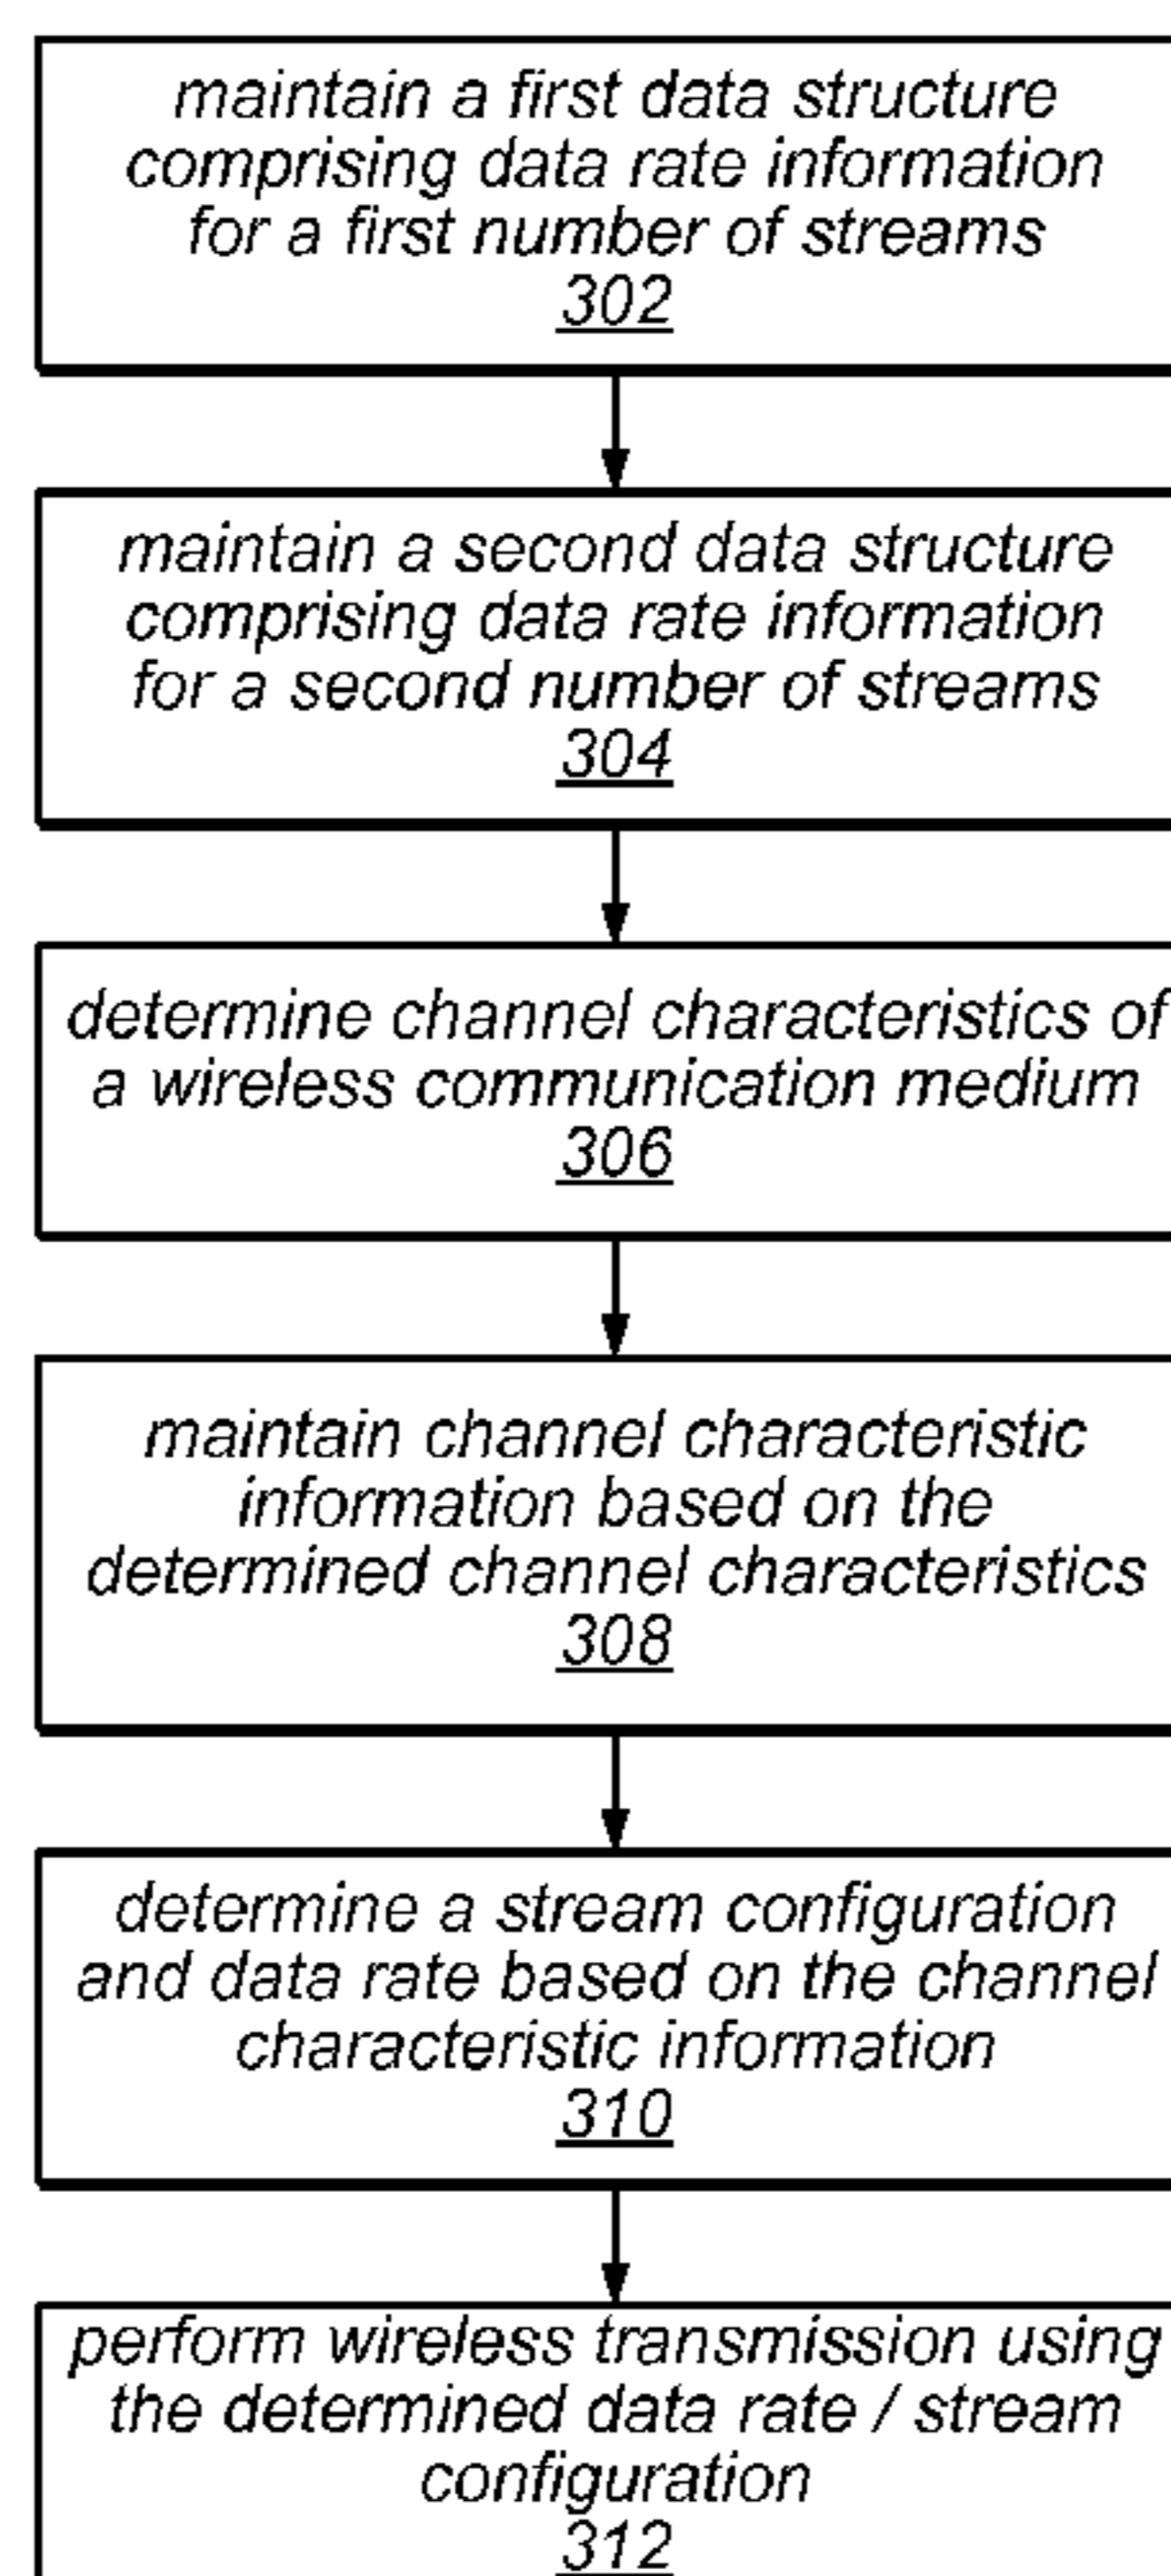 maintain a first data structure
comprising data rate information
for a first number of streams
302
maintain a second data structure
comprising data rate information
for a second number of streams
304
determine channel characteristics of
a wireless communication medium
306
maintain channel characteristic
information based on the
determined channel characteristics
308
determine a stream configuration
and data rate based on the channel
characteristic information
310
perform wireless transmission using
the determined data rate / stream
configuration
312